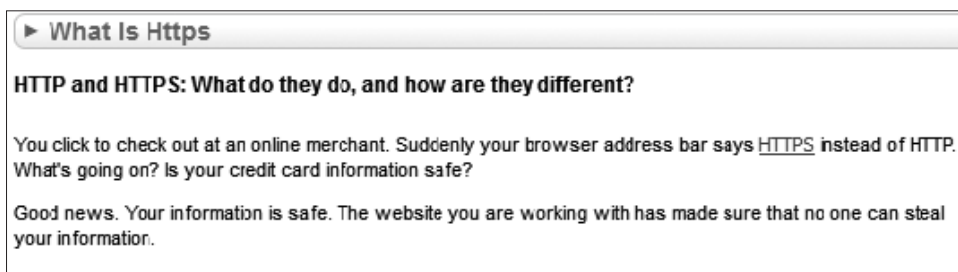 What Is Https
HTTP and HTTPS: What do they do, and how are they different?
You click to check out at an online merchant. Suddenly your browser address bar says HTTPS instead of HTTP.
What's going on? Is your credit card information safe?
Good news. Your information is safe. The website you are working with has made sure that no one can steal
your information.